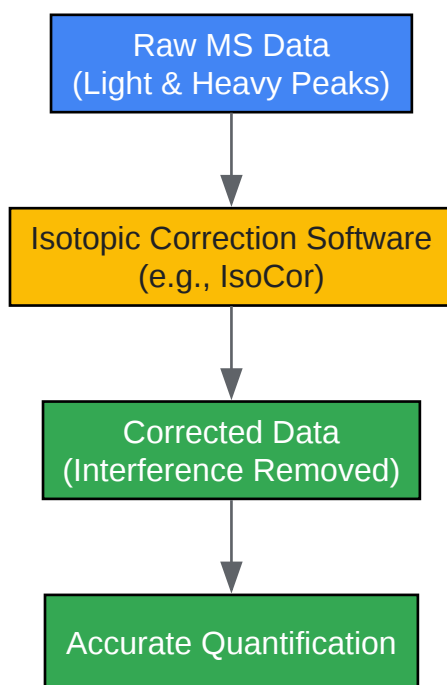 Raw MS Data
(Light & Heavy Peaks)
Isotopic Correction Software
(e.g., IsoCor)
Corrected Data
(Interference Removed)
Accurate Quantification